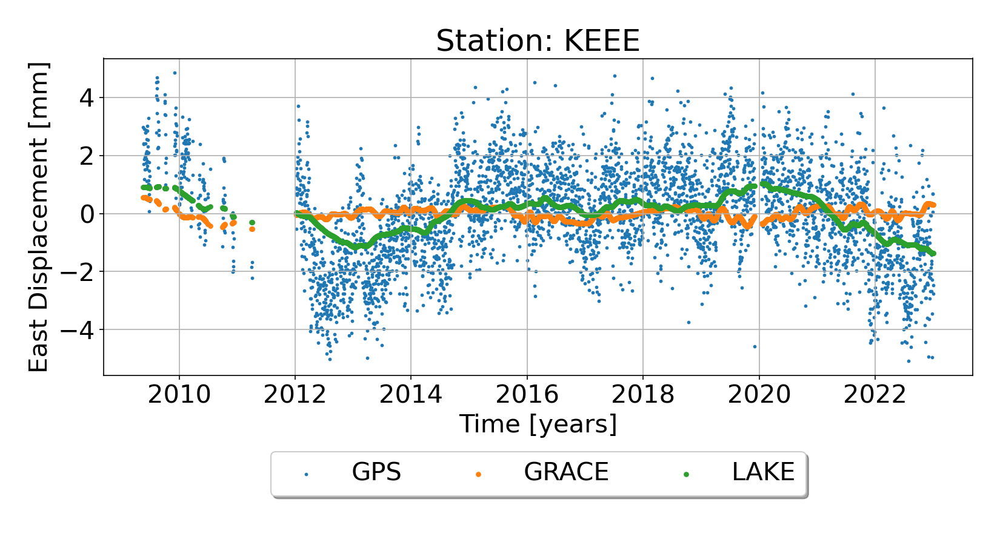 Station: KEEE
East Displacement [mm]
4
2
0
−2
−4
2010 2012 2014 2016 2018 2020 2022
Time [years]
GPS GRACE LAKE